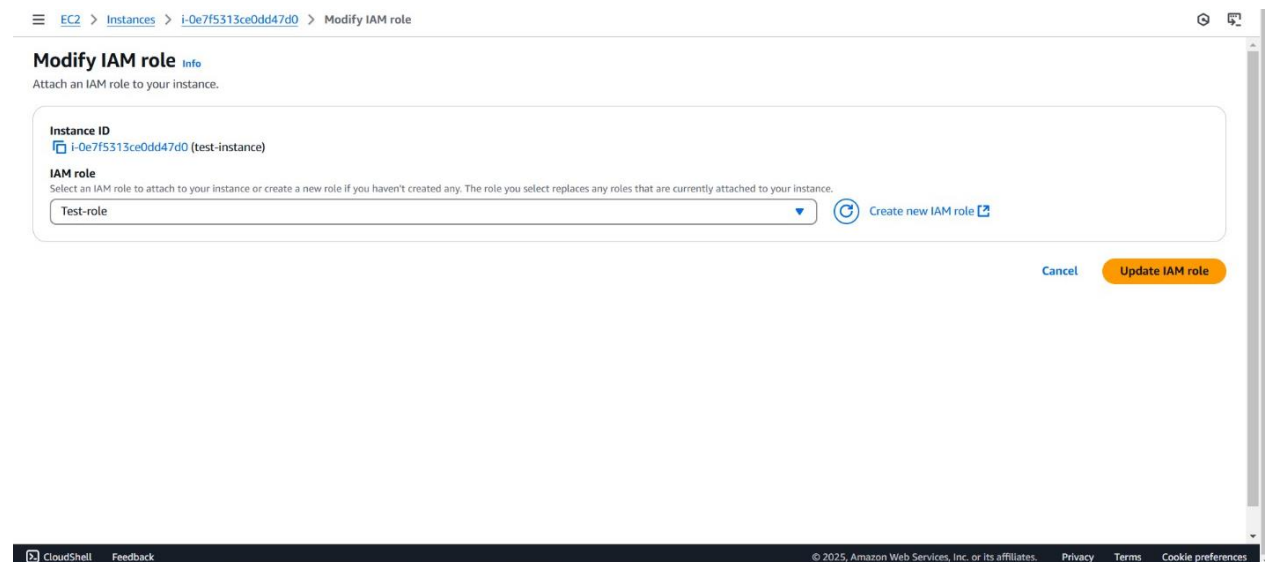 EC2 > Instances > i-0e7f5313ce0dd47d0 > Modify IAM role
Modify IAM role Info
Attach an IAM role to your instance.
Instance ID
i-0e7f5313ce0dd47d0 (test-instance)
IAM role
Select an IAM role to attach to your instance or create a new role if you haven't created any. The role you select replaces any roles that are currently attached to your instance.
Test-role
Create new IAM role
Cancel Update IAM role
CloudShell Feedback © 2025, Amazon Web Services, Inc. or its affiliates. Privacy Terms Cookie preferences